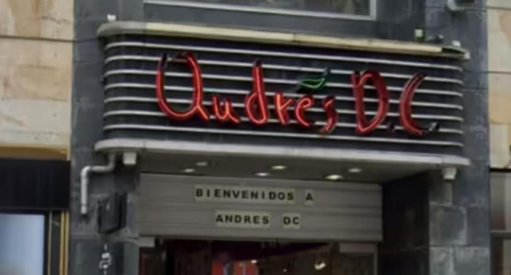 Andrés D.C.
BIENVENIDOS A
ANDRES DC